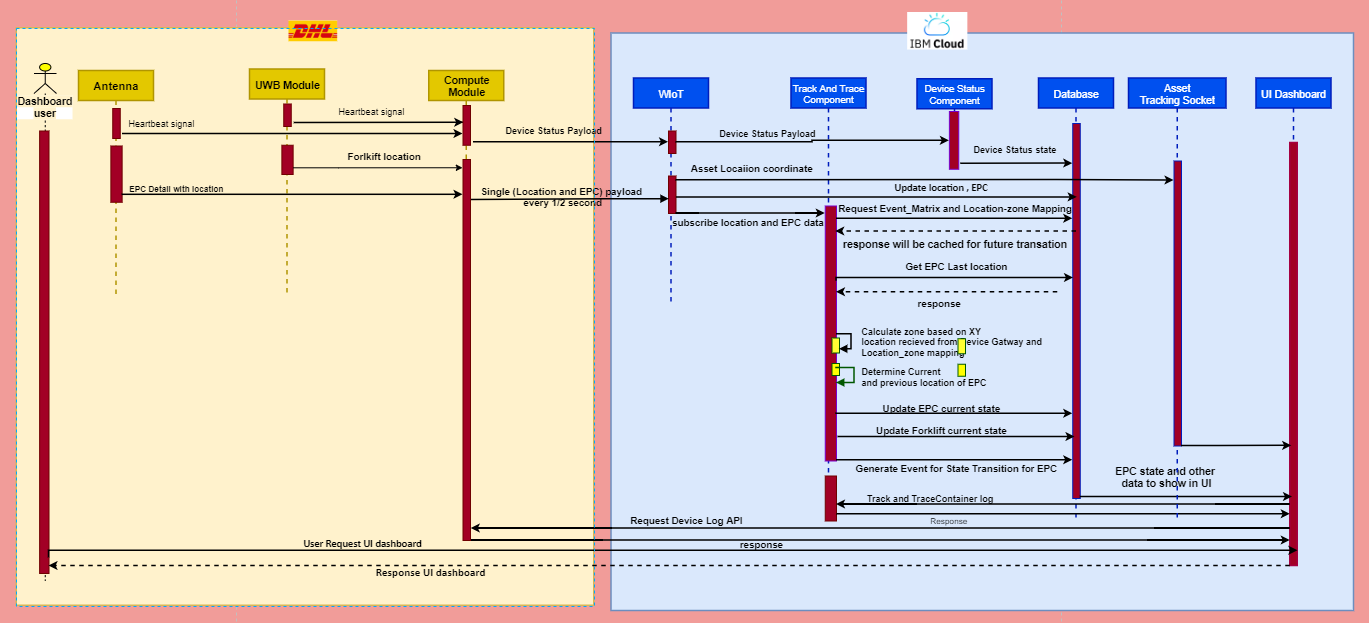 DHL
IBM Cloud
Dashboard
user
Antenna
UWB Module
Compute
Module
WIoT
Track And Trace
Component
Device Status
Component
Database
Asset
Tracking Socket
UI Dashboard
Heartbeat signal
Heartbeat signal
Device Status Payload
Device Status Payload
Device Status state
Forlkift location
Asset Locaiion coordinate
EPC Detail with location
Single (Location and EPC) payload
every 1/2 second
Update location , EPC
subscribe location and EPC data
Request Event_Matrix and Location-zone Mapping
response will be cached for future transation
Get EPC Last location
response
Calculate zone based on XY
location recieved from evice Gatway and
Location_zone mapping
Determine Current
and previous location of EPC
Update EPC current state
Update Forklift current state
Generate Event for State Transition for EPC
EPC state and other
data to show in UI
Track and TraceContainer log
Response
Request Device Log API
User Request UI dashboard
response
Response UI dashboard